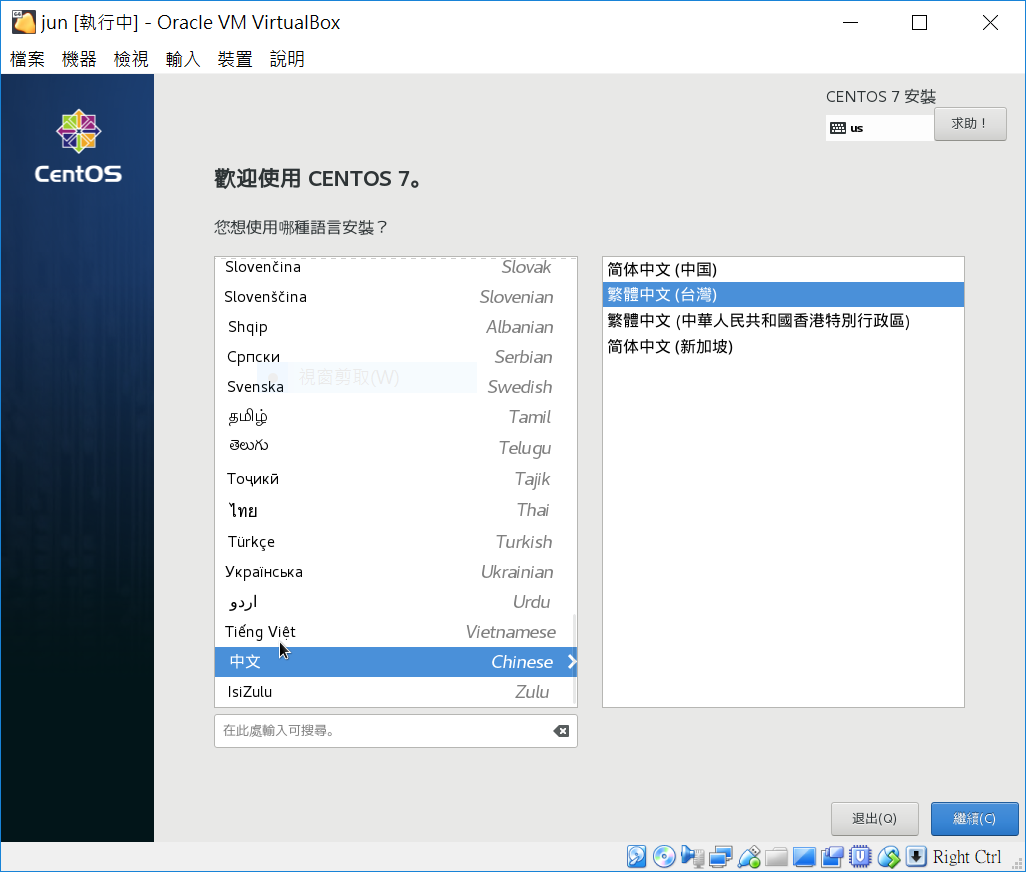 jun [執行中] - Oracle VM VirtualBox
檔案 機器 檢視 輸入 裝置 說明
CentOS
CENTOS 7 安裝
us
求助！
歡迎使用 CENTOS 7。
您想使用哪種語言安裝？
Slovenčina Slovak
Slovenščina Slovenian
Shqip Albanian
Српски Serbian
視窗剪取(W)
Svenska Swedish
தமிழ் Tamil
తెలుగు Telugu
Тоҷикӣ Tajik
ไทย Thai
Türkçe Turkish
Українська Ukrainian
اردو Urdu
Tiếng Việt Vietnamese
中文 Chinese
IsiZulu Zulu
在此處輸入可搜尋。
简体中文 (中国)
繁體中文 (台灣)
繁體中文 (中華人民共和國香港特別行政區)
简体中文 (新加坡)
退出(Q)
繼續(C)
Right Ctrl